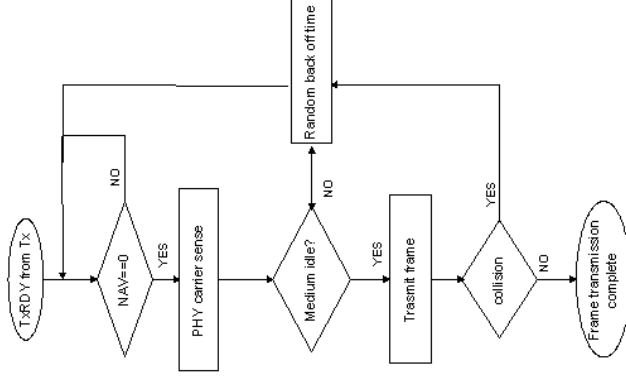 TxRDY from Tx
NAV==0
NO
YES
PHY carrier sense
Medium idle?
NO
Random back off time
YES
Trasmit frame
collision
YES
NO
Frame transmission
complete